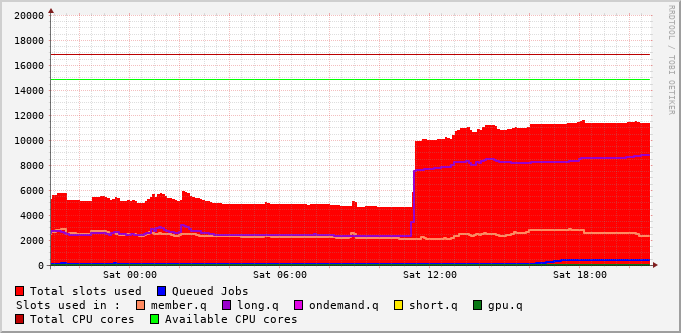 20000
18000
16000
14000
12000
10000
8000
6000
4000
2000
0
Sat 00:00 Sat 06:00 Sat 12:00 Sat 18:00
RRDTOOL / TOBI OETIKER
Total slots used Queued Jobs
Slots used in : member.q long.q ondemand.q short.q gpu.q
Total CPU cores Available CPU cores